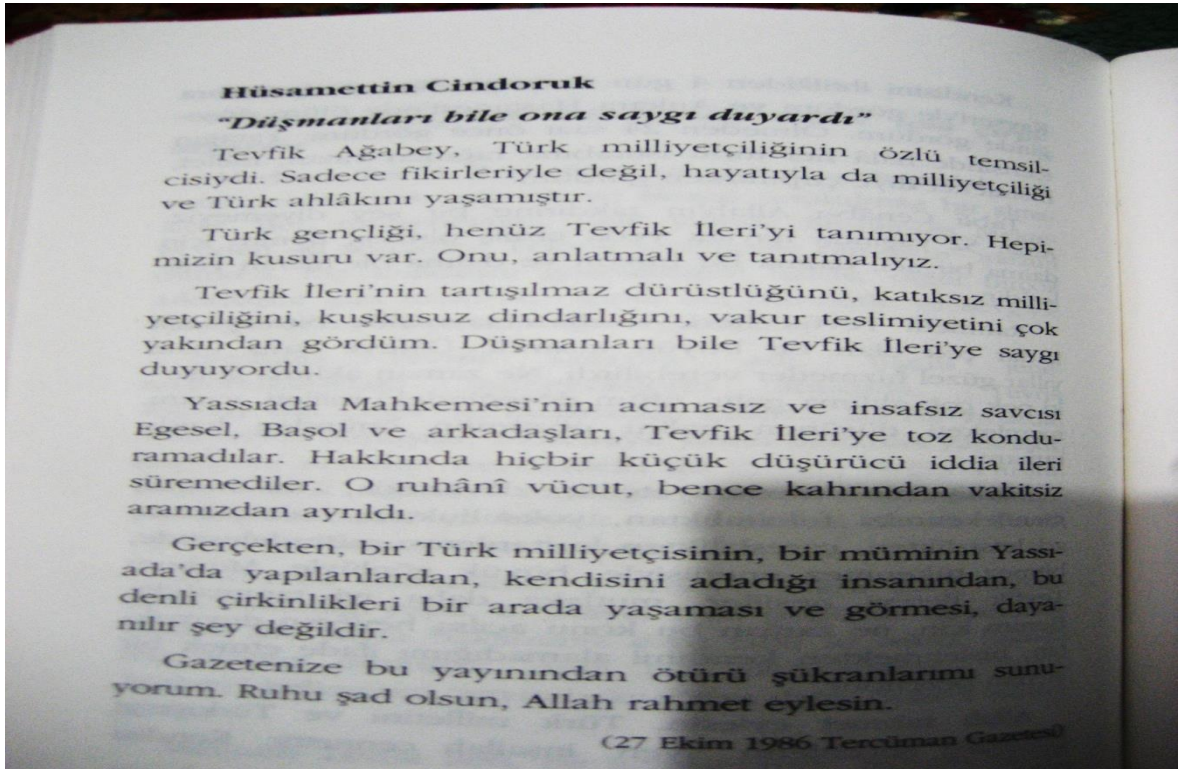 Hüsamettin Cindoruk
"Düşmanları bile ona saygı duyardı"
Tevfik Ağabey, Türk milliyetçiliğinin özlü temsil-
cisiydi. Sadece fikirleriyle değil, hayatıyla da milliyetçiliği
ve Türk ahlâkını yaşamıştır.
Türk gençliği, henüz Tevfik İleri'yi tanımıyor. Hepi-
mizin kusuru var. Onu, anlatmalı ve tanıtmalıyız.
Tevfik İleri'nin tartışılmaz dürüstlüğünü, katıksız milli-
yetçiliğini, kuşkusuz dindarlığını, vakur teslimiyetini çok
yakından gördüm. Düşmanları bile Tevfik İleri'ye saygı
duyuyordu.
Yassıada Mahkemesi'nin acımasız ve insafsız savcısı
Egesel, Başol ve arkadaşları, Tevfik İleri'ye toz kondu-
ramadılar. Hakkında hiçbir küçük düşürücü iddia ileri
süremediler. O ruhânî vücut, bence kahrından vakitsiz
aramızdan ayrıldı.
Gerçekten, bir Türk milliyetçisinin, bir müminin Yassı-
ada'da yapılanlardan, kendisini adadığı insanından, bu
denli çirkinlikleri bir arada yaşaması ve görmesi, daya-
nılır şey değildir.
Gazetenize bu yayınından ötürü şükranlarımı sunu-
yorum. Ruhu şad olsun, Allah rahmet eylesin.
(27 Ekim 1986 Tercüman Gazetesi)